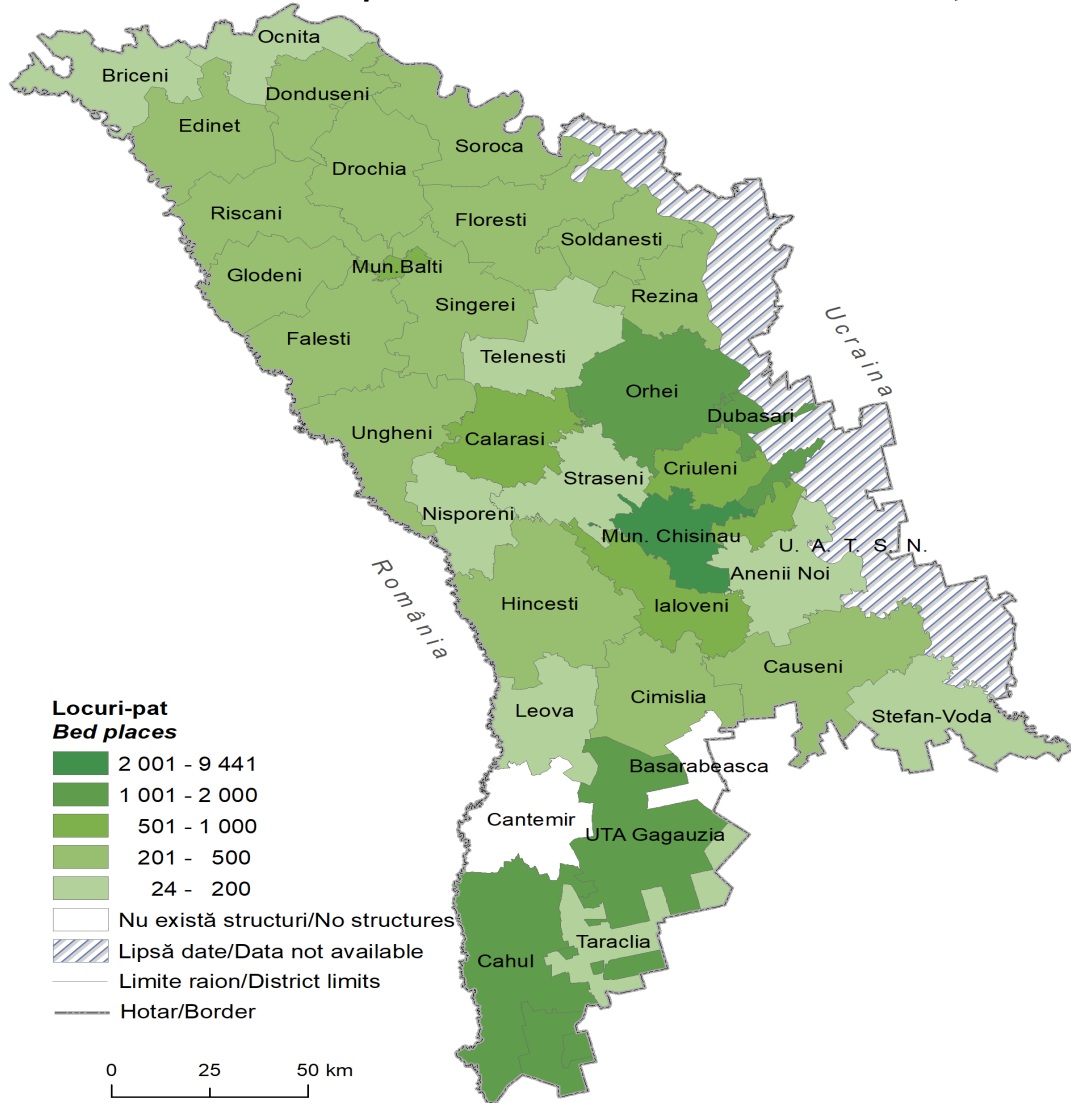 Ocnita
Briceni
Donduseni
Edinet
Soroca
Drochia
Riscani
Floresti
Soldanesti
Glodeni
Mun.Balti
Singerei
Rezina
Ucraina
Falesti
Telenesti
Orhei
Dubasari
Ungheni
Calarasi
Criuleni
Straseni
Nisporeni
Mun. Chisinau
U. A. T. S. N.
Anenii Noi
România
Hincesti
Ialoveni
Causeni
Cimislia
Leova
Stefan-Voda
Basarabeasca
Cantemir
UTA Gagauzia
Taraclia
Cahul
Locuri-pat
Bed places
2 001 - 9 441
1 001 - 2 000
501 - 1 000
201 - 500
24 - 200
Nu există structuri/No structures
Lipsă date/Data not available
Limite raion/District limits
Hotar/Border
0 25 50 km